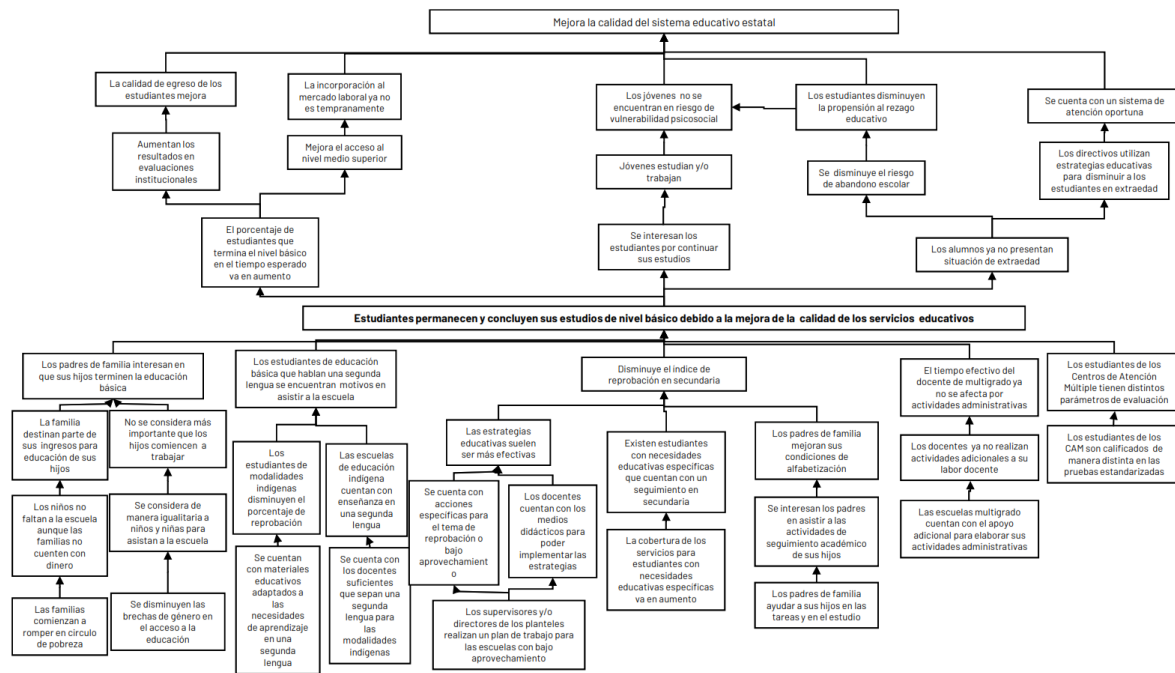 Mejora la calidad del sistema educativo estatal
La calidad de egreso de los
estudiantes mejora
La incorporación al
mercado laboral ya no
es tempranamente
Los jóvenes no se
encuentran en riesgo de
vulnerabilidad psicosocial
Los estudiantes disminuyen
la propensión al rezago
educativo
Se cuenta con un sistema de
atención oportuna
Aumentan los
resultados en
evaluaciones
institucionales
Mejora el acceso al
nivel medio superior
Jóvenes estudian y/o
trabajan
Se disminuye el riesgo
de abandono escolar
Los directivos utilizan
estrategias educativas
para disminuir a los
estudiantes en extraedad
El porcentaje de
estudiantes que
termina el nivel básico
en el tiempo esperado
va en aumento
Se interesan los
estudiantes por continuar
sus estudios
Los alumnos ya no presentan
situación de extraedad
Estudiantes permanecen y concluyen sus estudios de nivel básico debido a la mejora de la calidad de los servicios educativos
Los padres de familia interesan en
que sus hijos terminen la educación
básica
Los estudiantes de educación
básica que hablan una segunda
lengua se encuentran motivos en
asistir a la escuela
Disminuye el indice de
reprobación en secundaria
El tiempo efectivo del
docente de multigrado ya
no se afecta por
actividades administrativas
Los estudiantes de los
Centros de Atención
Múltiple tienen distintos
parámetros de evaluación
La familia
destinan parte de
sus ingresos para
educación de sus
hijos
No se considera más
importante que los
hijos comiencen a
trabajar
Los
estudiantes de
modalidades
indígenas
disminuyen el
porcentaje de
reprobación
Las escuelas
de educación
indígena
cuentan con
enseñanza en
una segunda
lengua
Las estrategias
educativas suelen
ser más efectivas
Existen estudiantes
con necesidades
educativas específicas
que cuentan con un
seguimiento en
secundaria
Los padres de familia
mejoran sus
condiciones de
alfabetización
Los docentes ya no realizan
actividades adicionales a su
labor docente
Los estudiantes de los
CAM son calificados de
manera distinta en las
pruebas estandarizadas
Los niños no
faltan a la escuela
aunque las
familias no
cuenten con
dinero
Se considera de
manera igualitaria a
niños y niñas para
asistan a la escuela
Se cuenta con
acciones
específicas para
el tema de
reprobación o
bajo
aprovechamient
o
Los docentes
cuentan con los
medios
didácticos para
poder
implementar las
estrategias
Se interesan los padres
en asistir a las
actividades de
seguimiento académico
de sus hijos
Las escuelas multigrado
cuentan con el apoyo
adicional para elaborar sus
actividades administrativas
Las familias
comienzan a
romper en circulo
de pobreza
Se disminuyen las
brechas de género en
el acceso a la
educación
Se cuentan
con materiales
educativos
adaptados a
las
necesidades
de aprendizaje
en una
segunda
lengua
Se cuenta con
los docentes
suficientes
que sepan una
segunda
lengua para
las
modalidades
indígenas
Los supervisores y/o
directores de los planteles
realizan un plan de trabajo para
las escuelas con bajo
aprovechamiento
La cobertura de los
servicios para
estudiantes con
necesidades
educativas específicas
va en aumento
Los padres de familia
ayudar a sus hijos en las
tareas y en el estudio